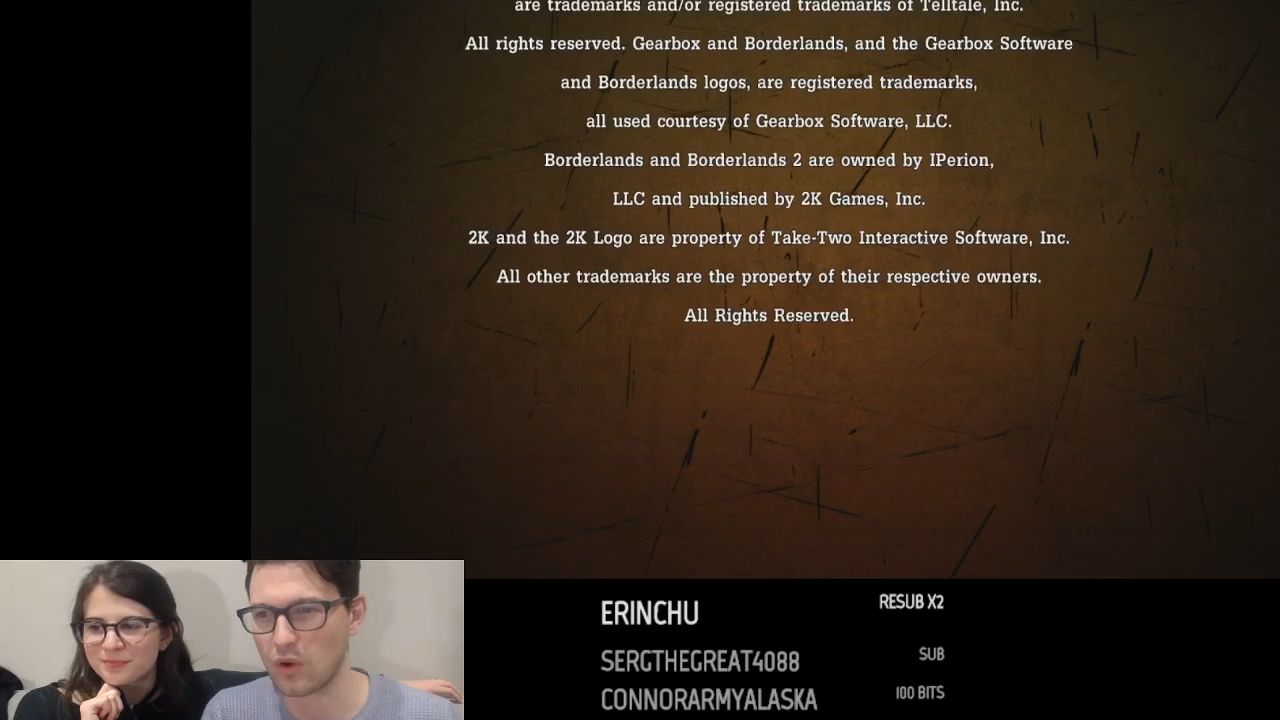 are trademarks and/or registered trademarks of Telltale, Inc.
All rights reserved. Gearbox and Borderlands, and the Gearbox Software
and Borderlands logos, are registered trademarks,
all used courtesy of Gearbox Software, LLC.
Borderlands and Borderlands 2 are owned by IPerion,
LLC and published by 2K Games, Inc.
2K and the 2K Logo are property of Take-Two Interactive Software, Inc.
All other trademarks are the property of their respective owners.
All Rights Reserved.
ERINCHU RESUB X2
SERGTHEGREAT4088 SUB
CONNORARMYALASKA 100 BITS